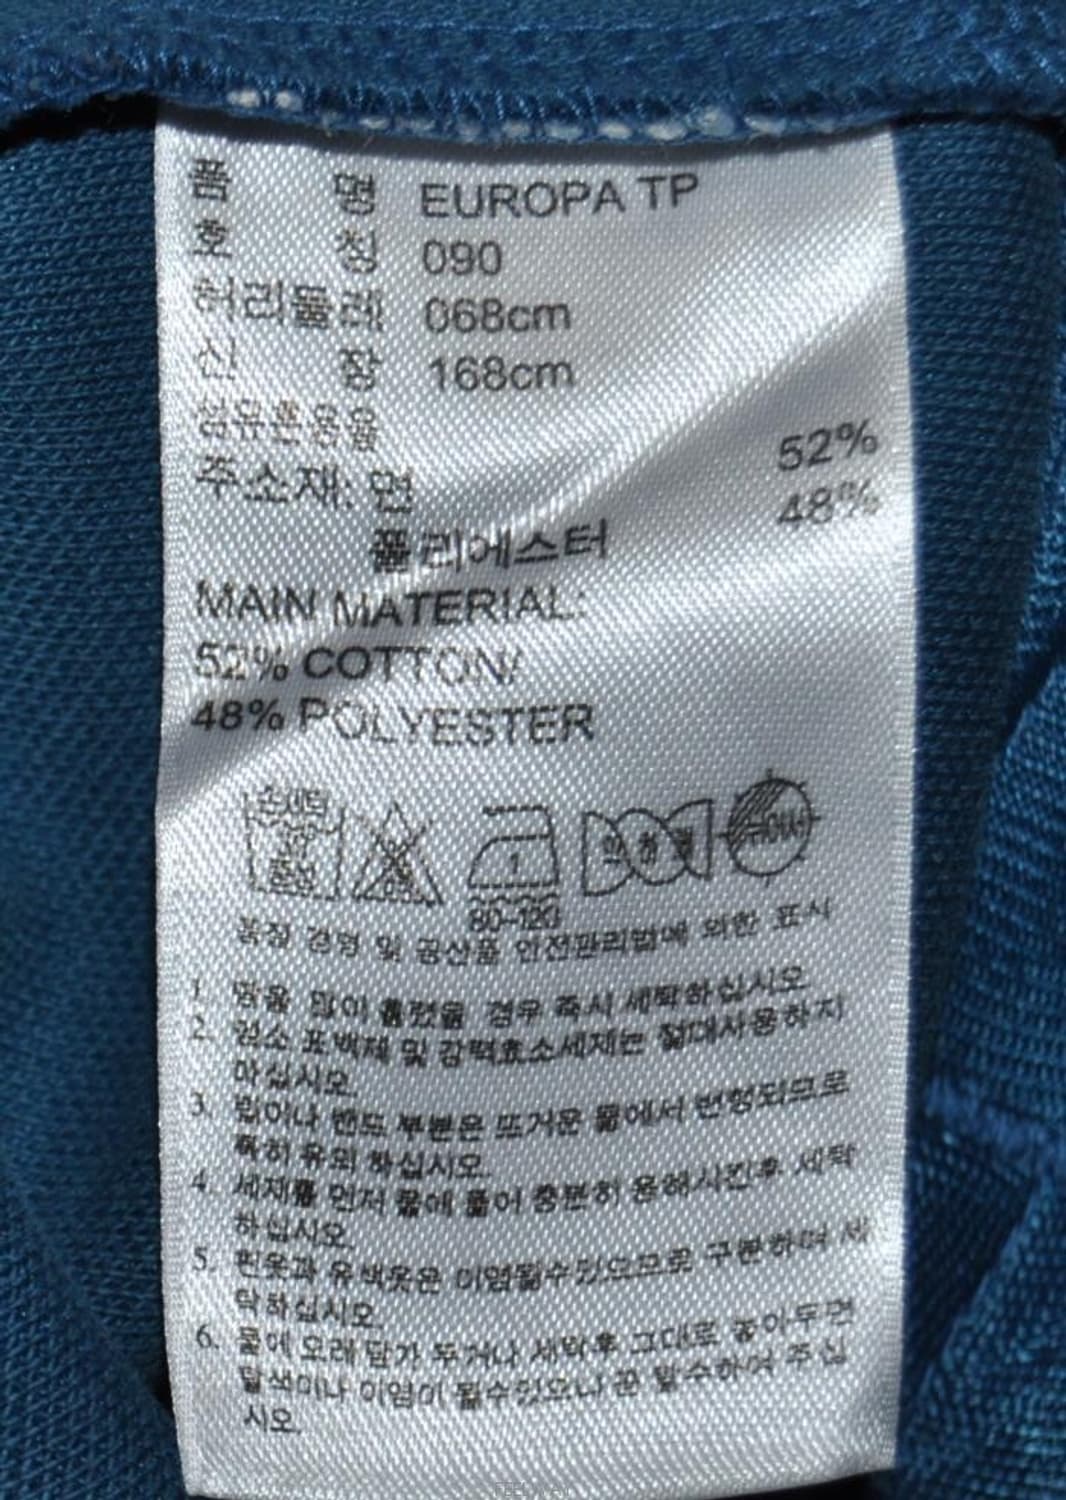 품 명 EUROPA TP
호 칭 090
허리둘레 068cm
신 장 168cm
섬유혼용율
주소재: 면 52%
폴리에스터 48%
MAIN MATERIAL:
52% COTTON/
48% POLYESTER
손세탁
80-120
품질 경영 및 공산품 안전관리법에 의한 표시
1. 땀을 많이 흘렸을 경우 즉시 세탁하십시오
2. 염소 표백제 및 강력효소세제는 절대사용하지
마십시오.
3. 립이나 밴드 부분은 뜨거운 물에서 변형되므로
특히 유의 하십시오.
4. 세제를 먼저 물에 풀어 충분히 용해시킨후 세탁
하십시오.
5. 흰옷과 유색옷은 이염될수있으므로 구분하여 세
탁하십시오.
6. 물에 오래 담가 두거나 세탁후 그대로 놓아두면
탈색이나 이염이 될수있으니 꼭 탈수하여 주십
시오.